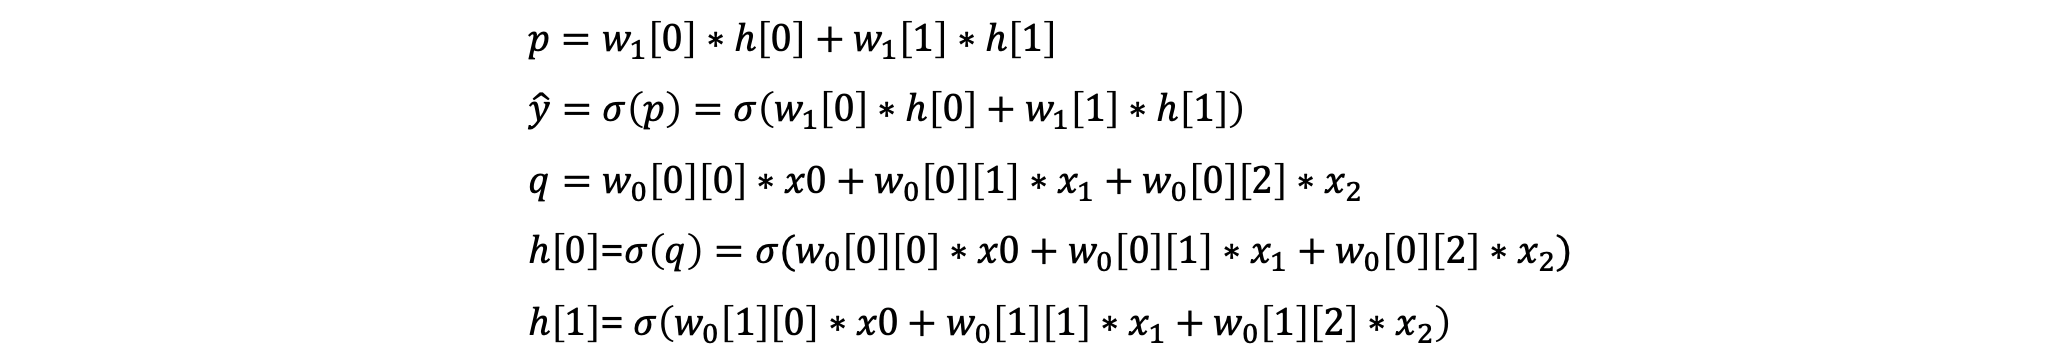 p = w₁[0] ∗ h[0] + w₁[1] ∗ h[1]
ŷ = σ(p) = σ(w₁[0] ∗ h[0] + w₁[1] ∗ h[1])
q = w₀[0][0] ∗ x0 + w₀[0][1] ∗ x₁ + w₀[0][2] ∗ x₂
h[0]=σ(q) = σ(w₀[0][0] ∗ x0 + w₀[0][1] ∗ x₁ + w₀[0][2] ∗ x₂)
h[1]= σ(w₀[1][0] ∗ x0 + w₀[1][1] ∗ x₁ + w₀[1][2] ∗ x₂)